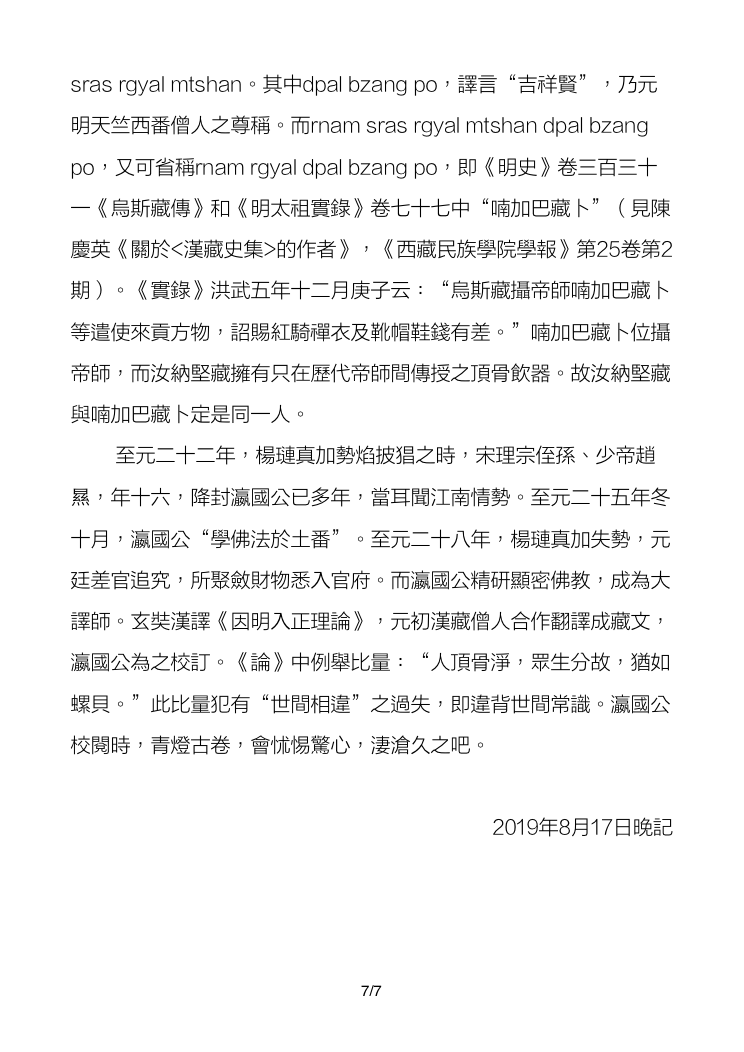 sras rgyal mtshan。其中dpal bzang po，譯言“吉祥賢”，乃元
明天竺西番僧人之尊稱。而rnam sras rgyal mtshan dpal bzang
po，又可省稱rnam rgyal dpal bzang po，即《明史》卷三百三十
一《烏斯藏傳》和《明太祖實錄》卷七十七中“喃加巴藏卜”（見陳
慶英《關於<漢藏史集>的作者》，《西藏民族學院學報》第25卷第2
期）。《實錄》洪武五年十二月庚子云：“烏斯藏攝帝師喃加巴藏卜
等遣使來貢方物，詔賜紅騎禪衣及靴帽鞋錢有差。”喃加巴藏卜位攝
帝師，而汝納堅藏擁有只在歷代帝師間傳授之頂骨飲器。故汝納堅藏
與喃加巴藏卜定是同一人。
至元二十二年，楊璉真加勢焰披猖之時，宋理宗侄孫、少帝趙
㬎，年十六，降封瀛國公已多年，當耳聞江南情勢。至元二十五年冬
十月，瀛國公“學佛法於土番”。至元二十八年，楊璉真加失勢，元
廷差官追究，所聚斂財物悉入官府。而瀛國公精研顯密佛教，成為大
譯師。玄奘漢譯《因明入正理論》，元初漢藏僧人合作翻譯成藏文，
瀛國公為之校訂。《論》中例舉比量：“人頂骨淨，眾生分故，猶如
螺貝。”此比量犯有“世間相違”之過失，即違背世間常識。瀛國公
校閱時，青燈古卷，會怵惕驚心，淒滄久之吧。
2019年8月17日晚記
7/7